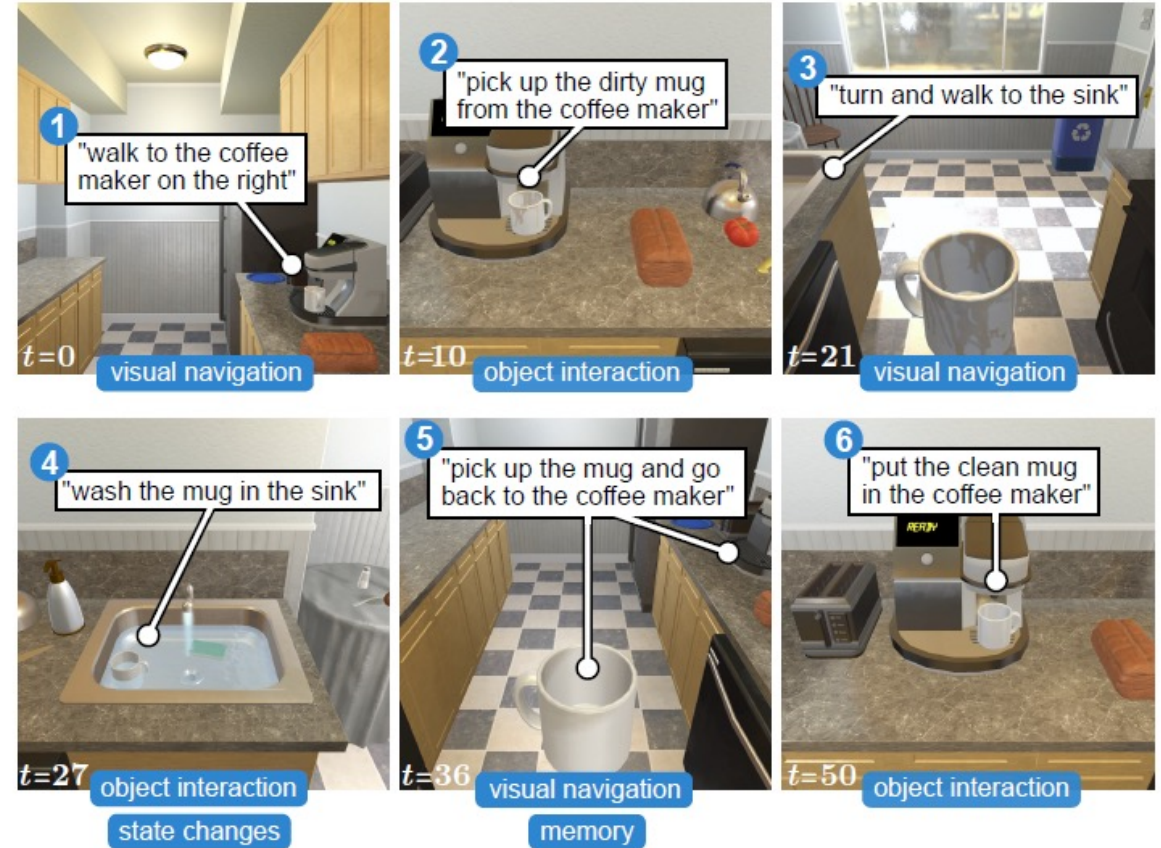 1
"walk to the coffee
maker on the right"
t=0
visual navigation
2
"pick up the dirty mug
from the coffee maker"
t=10
object interaction
3
"turn and walk to the sink"
t=21
visual navigation
4
"wash the mug in the sink"
t=27
object interaction
state changes
5
"pick up the mug and go
back to the coffee maker"
t=36
visual navigation
memory
6
"put the clean mug
in the coffee maker"
READY
t=50
object interaction